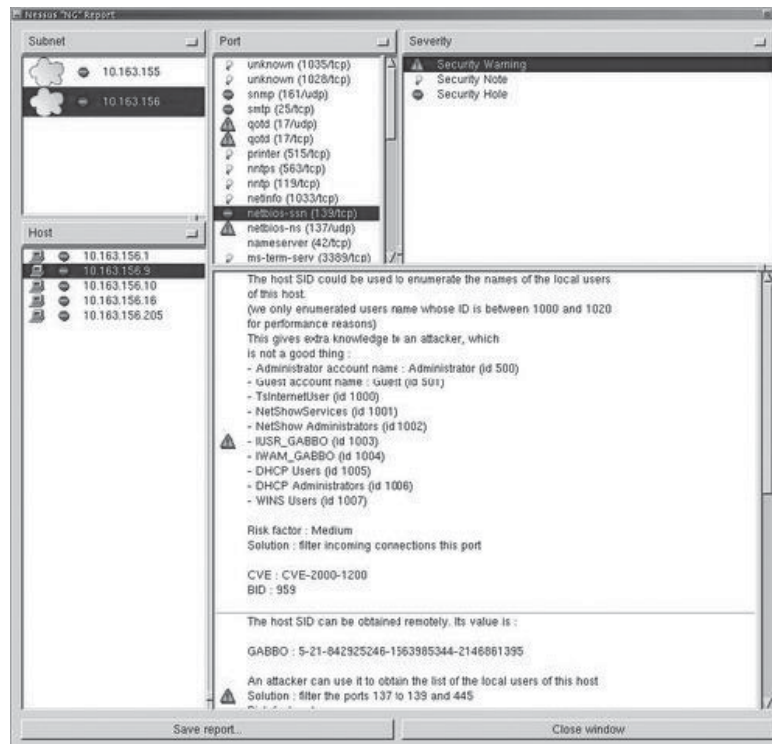 Nessus "NG" Report
Subnet
10.163.155
10.163.156
Host
10.163.156.1
10.163.156.9
10.163.156.10
10.163.156.16
10.163.156.205
Port
unknown (1035/tcp)
unknown (1028/tcp)
snmp (161/udp)
smtp (25/tcp)
qotd (17/udp)
qotd (17/tcp)
printer (515/tcp)
nntps (563/tcp)
nntp (119/tcp)
netinfo (1033/tcp)
netbios-ssn (139/tcp)
netbios-ns (137/udp)
nameserver (42/tcp)
ms-term-serv (3389/tcp)
Severity
Security Warning
Security Note
Security Hole
The host SID could be used to enumerate the names of the local users
of this host.
(we only enumerated users name whose ID is between 1000 and 1020
for performance reasons)
This gives extra knowledge to an attacker, which
is not a good thing :
- Administrator account name : Administrator (id 500)
- Guest account name : Guest (id 501)
- TsInternetUser (id 1000)
- NetShowServices (id 1001)
- NetShow Administrators (id 1002)
- IUSR_GABBO (id 1003)
- IWAM_GABBO (id 1004)
- DHCP Users (id 1005)
- DHCP Administrators (id 1006)
- WINS Users (id 1007)
Risk factor : Medium
Solution : filter incoming connections this port
CVE : CVE-2000-1200
BID : 959
The host SID can be obtained remotely. Its value is :
GABBO : 5-21-842925246-1563985344-2146861395
An attacker can use it to obtain the list of the local users of this host
Solution : filter the ports 137 to 139 and 445
Save report...
Close window